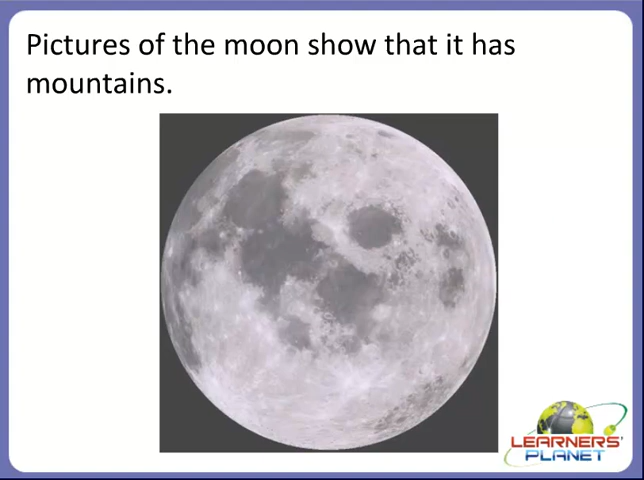 Pictures of the moon show that it has
mountains.
LEARNERS'
PLANET